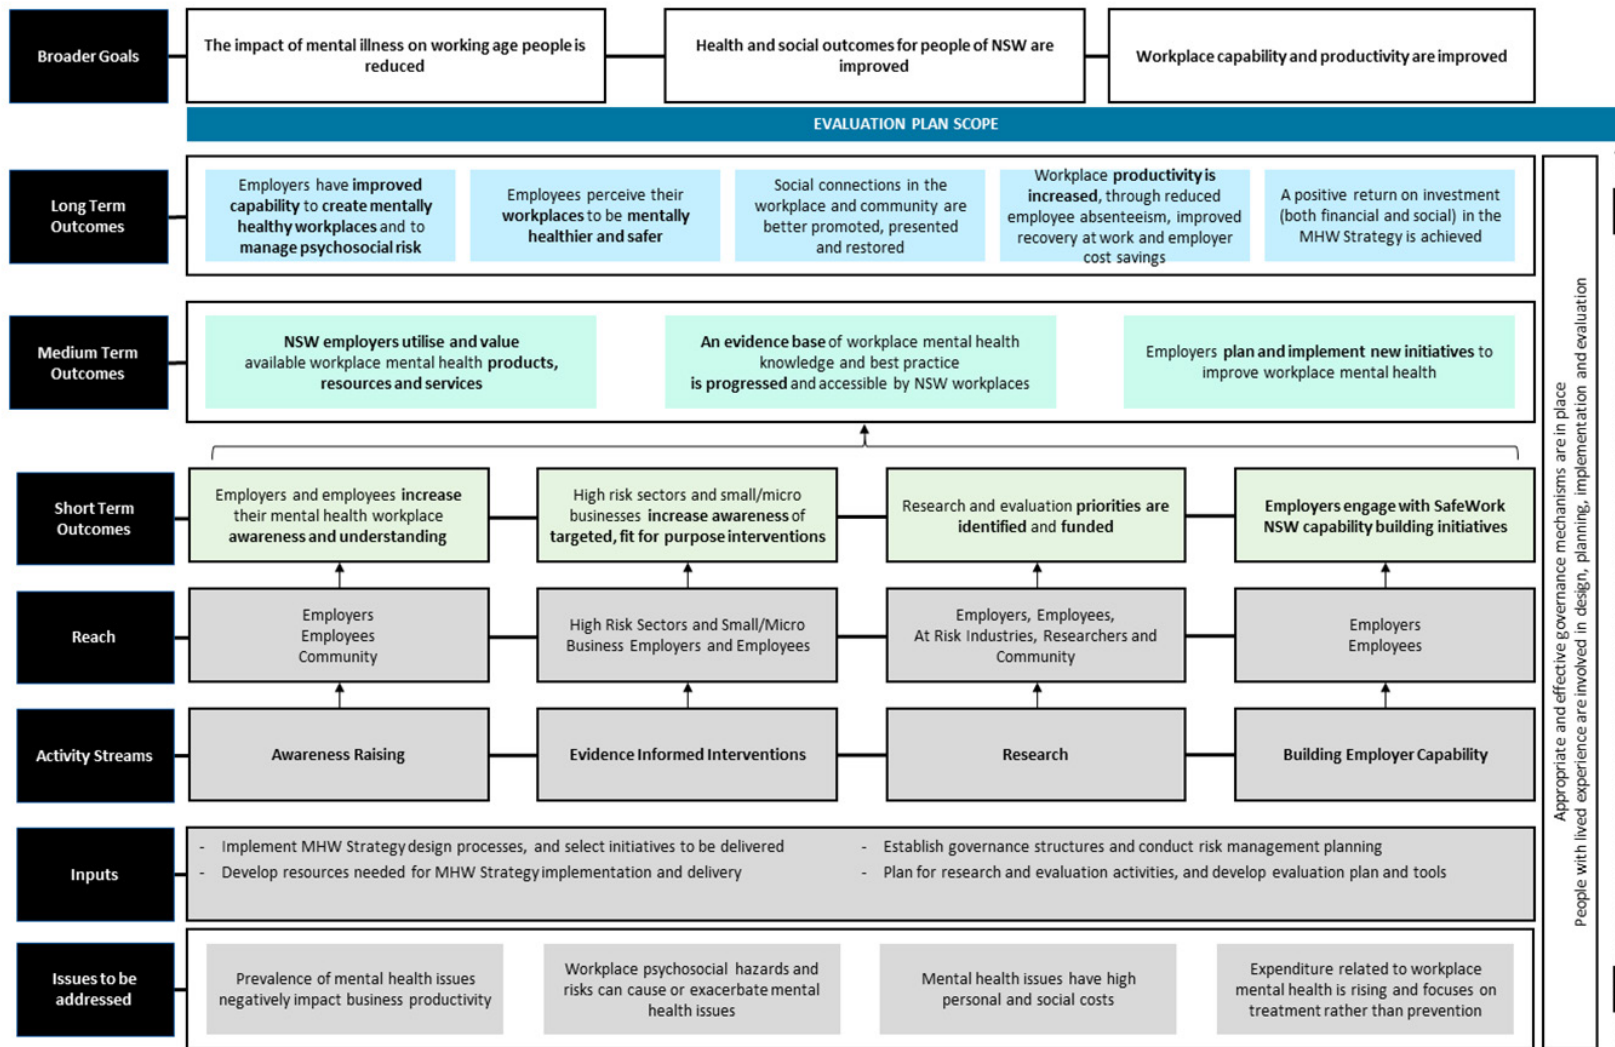 Broader Goals
The impact of mental illness on working age people is
reduced
Health and social outcomes for people of NSW are
improved
Workplace capability and productivity are improved
EVALUATION PLAN SCOPE
Long Term
Outcomes
Employers have improved
capability to create mentally
healthy workplaces and to
manage psychosocial risk
Employees perceive their
workplaces to be mentally
healthier and safer
Social connections in the
workplace and community are
better promoted, presented
and restored
Workplace productivity is
increased, through reduced
employee absenteeism, improved
recovery at work and employer
cost savings
A positive return on investment
(both financial and social) in the
MHW Strategy is achieved
Medium Term
Outcomes
NSW employers utilise and value
available workplace mental health products,
resources and services
An evidence base of workplace mental health
knowledge and best practice
is progressed and accessible by NSW workplaces
Employers plan and implement new initiatives to
improve workplace mental health
Short Term
Outcomes
Employers and employees increase
their mental health workplace
awareness and understanding
High risk sectors and small/micro
businesses increase awareness of
targeted, fit for purpose interventions
Research and evaluation priorities are
identified and funded
Employers engage with SafeWork
NSW capability building initiatives
Reach
Employers
Employees
Community
High Risk Sectors and Small/Micro
Business Employers and Employees
Employers, Employees,
At Risk Industries, Researchers and
Community
Employers
Employees
Activity Streams
Awareness Raising
Evidence Informed Interventions
Research
Building Employer Capability
Inputs
- Implement MHW Strategy design processes, and select initiatives to be delivered
- Develop resources needed for MHW Strategy implementation and delivery
- Establish governance structures and conduct risk management planning
- Plan for research and evaluation activities, and develop evaluation plan and tools
Issues to be
addressed
Prevalence of mental health issues
negatively impact business productivity
Workplace psychosocial hazards and
risks can cause or exacerbate mental
health issues
Mental health issues have high
personal and social costs
Expenditure related to workplace
mental health is rising and focuses on
treatment rather than prevention
Appropriate and effective governance mechanisms are in place
People with lived experience are involved in design, planning, implementation and evaluation